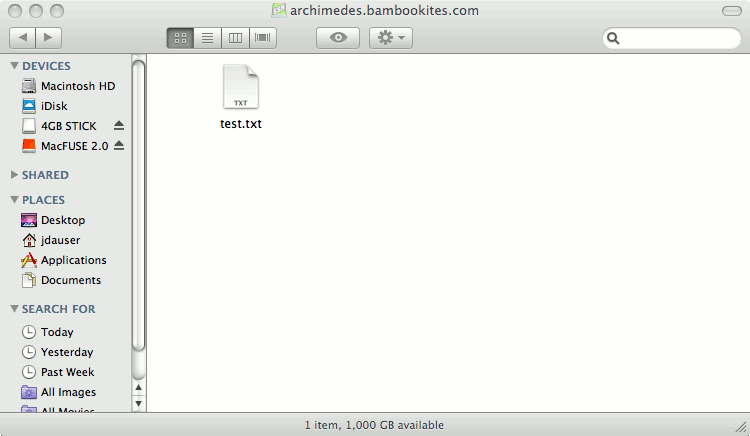 archimedes.bambookites.com
DEVICES
Macintosh HD
iDisk
4GB STICK
MacFUSE 2.0
SHARED
PLACES
Desktop
jdauser
Applications
Documents
SEARCH FOR
Today
Yesterday
Past Week
All Images
All Movies
TXT
test.txt
1 item, 1,000 GB available